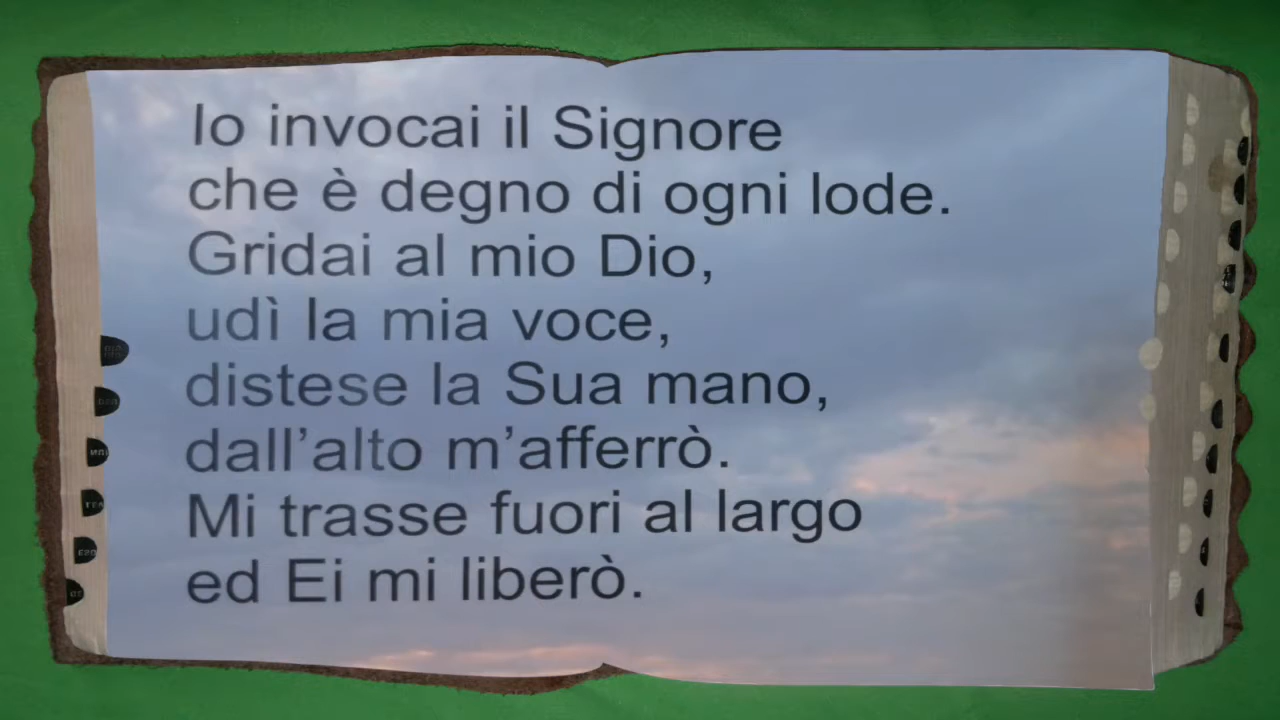 Io invocai il Signore
che è degno di ogni lode.
Gridai al mio Dio,
udì la mia voce,
distese la Sua mano,
dall’alto m’afferrò.
Mi trasse fuori al largo
ed Ei mi liberò.